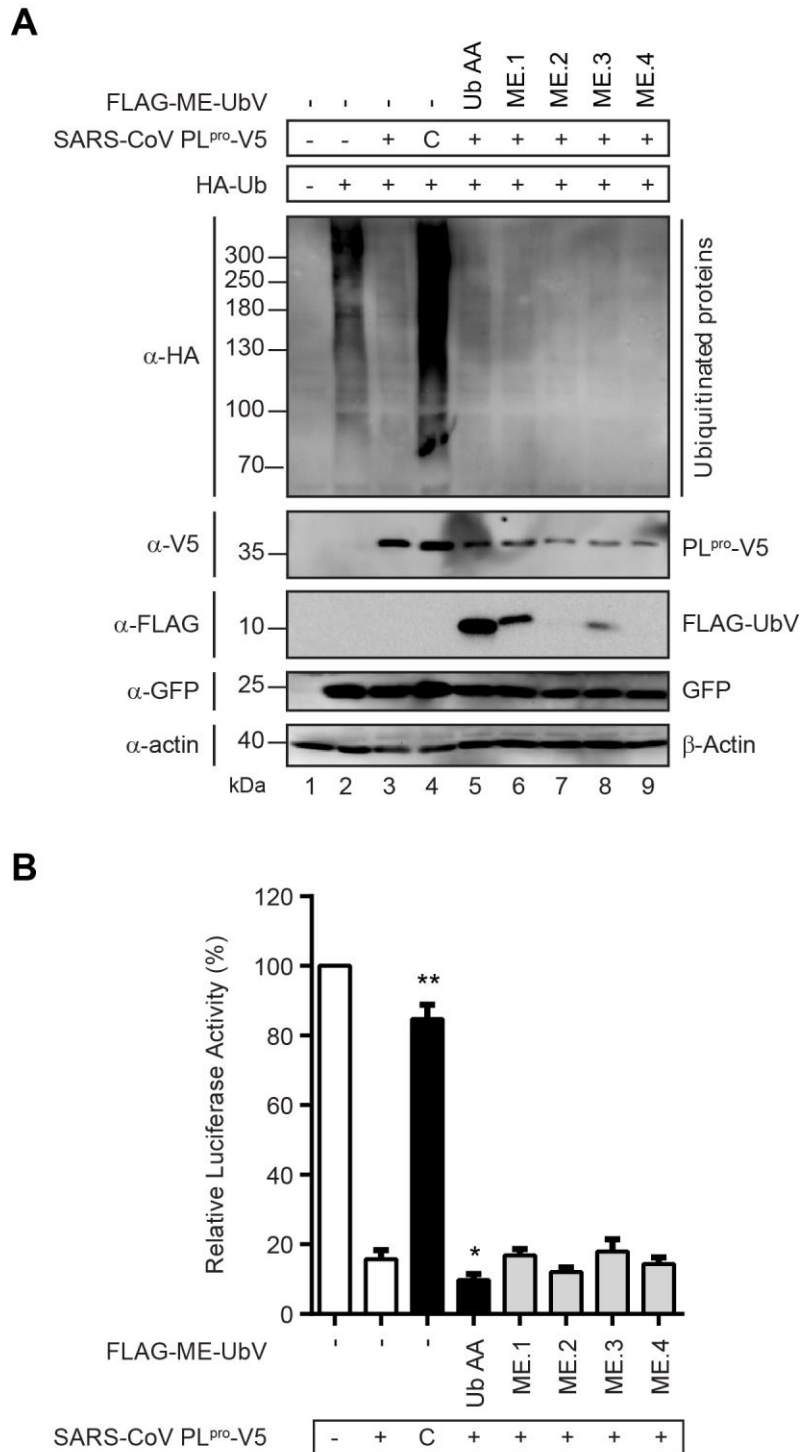 A
FLAG-ME-UbV - - - - Ub AA ME.1 ME.2 ME.3 ME.4
SARS-CoV PLpro-V5 - - + C + + + + +
HA-Ub - + + + + + + + +
α-HA
300
250
180
130
100
70
Ubiquitinated proteins
α-V5 35 PLpro-V5
α-FLAG 10 FLAG-UbV
α-GFP 25 GFP
α-actin 40 β-Actin
kDa 1 2 3 4 5 6 7 8 9
B
Relative Luciferase Activity (%)
120
100
80
60
40
20
0
**
*
FLAG-ME-UbV - - - Ub AA ME.1 ME.2 ME.3 ME.4
SARS-CoV PLpro-V5 - + C + + + + +